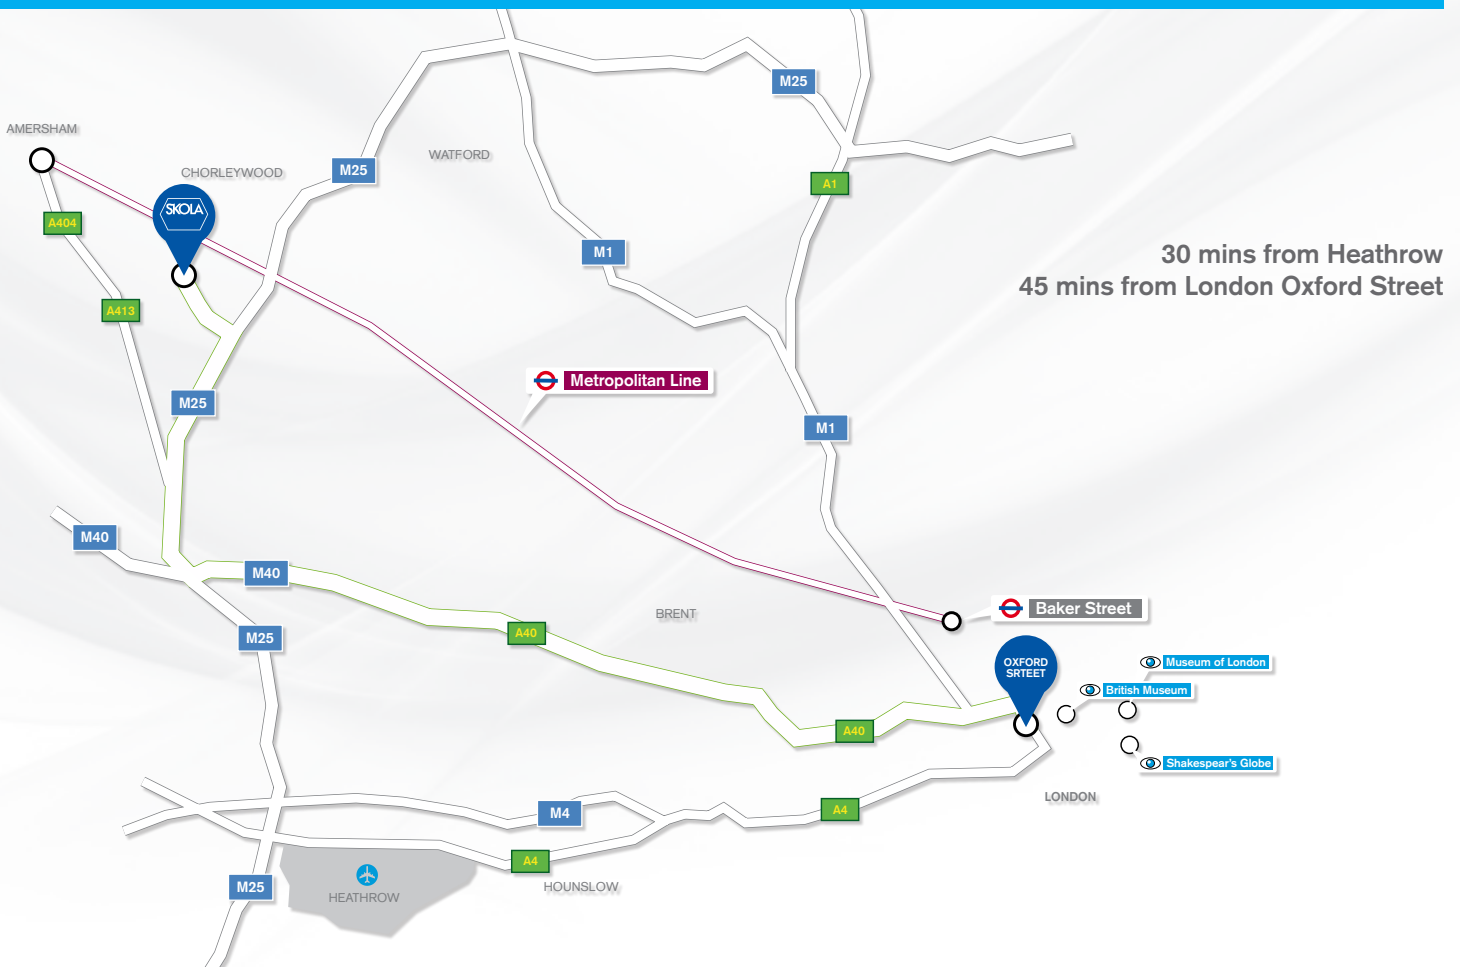 M25
AMERSHAM
WATFORD
CHORLEYWOOD
M25
A1
SKOLA
A404
M1
30 mins from Heathrow
45 mins from London Oxford Street
A413
Metropolitan Line
M25
M1
M40
M40
Baker Street
BRENT
A40
M25
OXFORD
SRTEET
Museum of London
British Museum
A40
Shakespear's Globe
LONDON
A4
M4
A4
M25
HOUNSLOW
HEATHROW